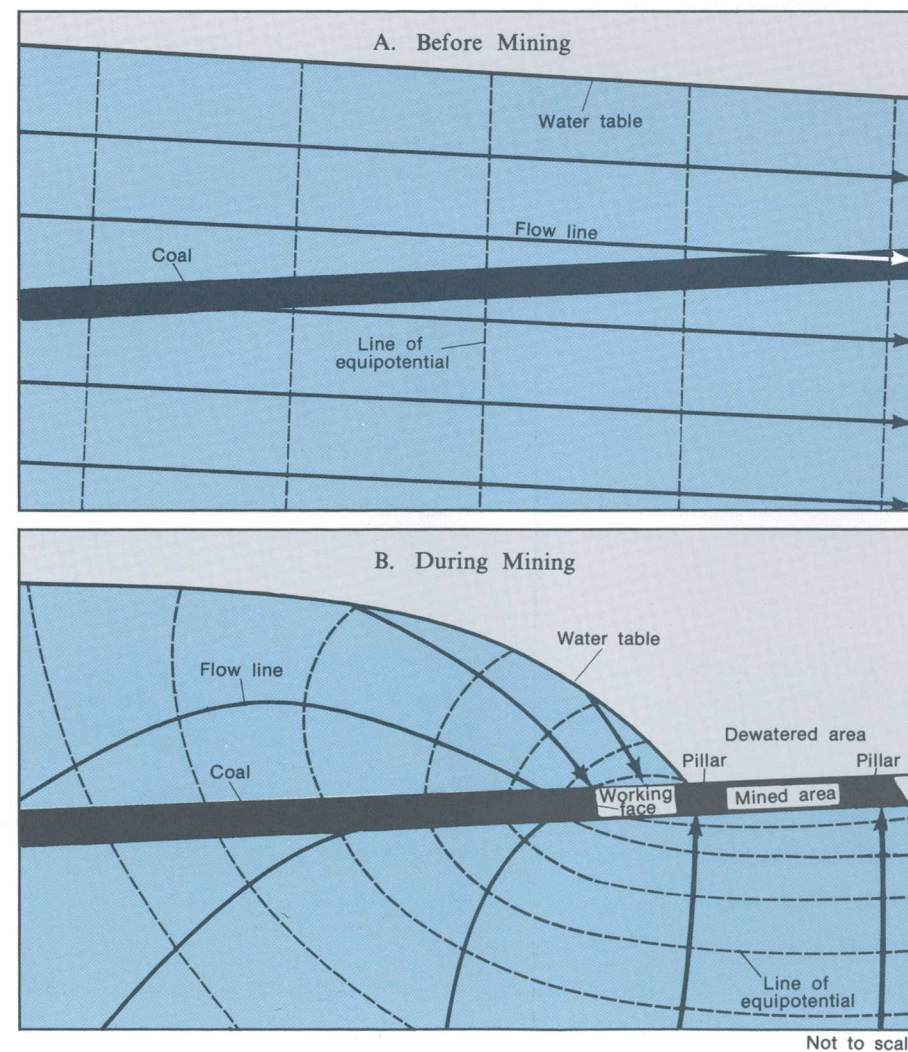 A. Before Mining
Water table
Flow line
Coal
Line of
equipotential
B. During Mining
Water table
Flow line
Dewatered area
Pillar
Pillar
Coal
Working
face
Mined area
Line of
equipotential
Not to scal